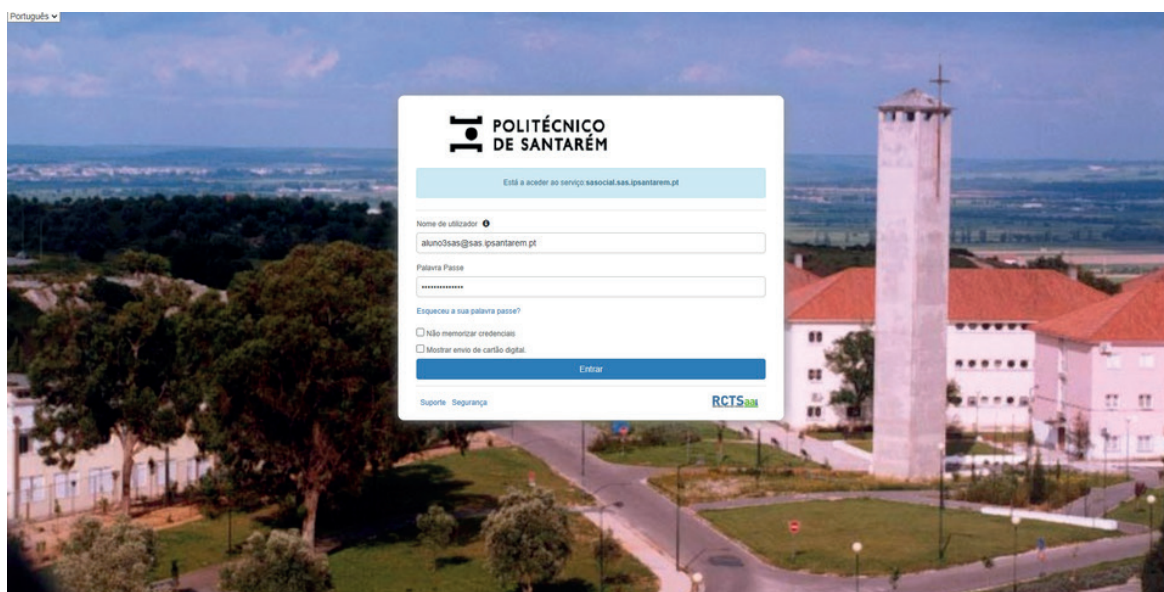 Português
POLITÉCNICO
DE SANTARÉM
Está a aceder ao serviço:sasocial.sas.ipsantarem.pt
Nome de utilizador
aluno3sas@sas.ipsantarem.pt
Palavra Passe
••••••••••••••
Esqueceu a sua palavra passe?
Não memorizar credenciais
Mostrar envio de cartão digital.
Entrar
Suporte Segurança RCTSaai